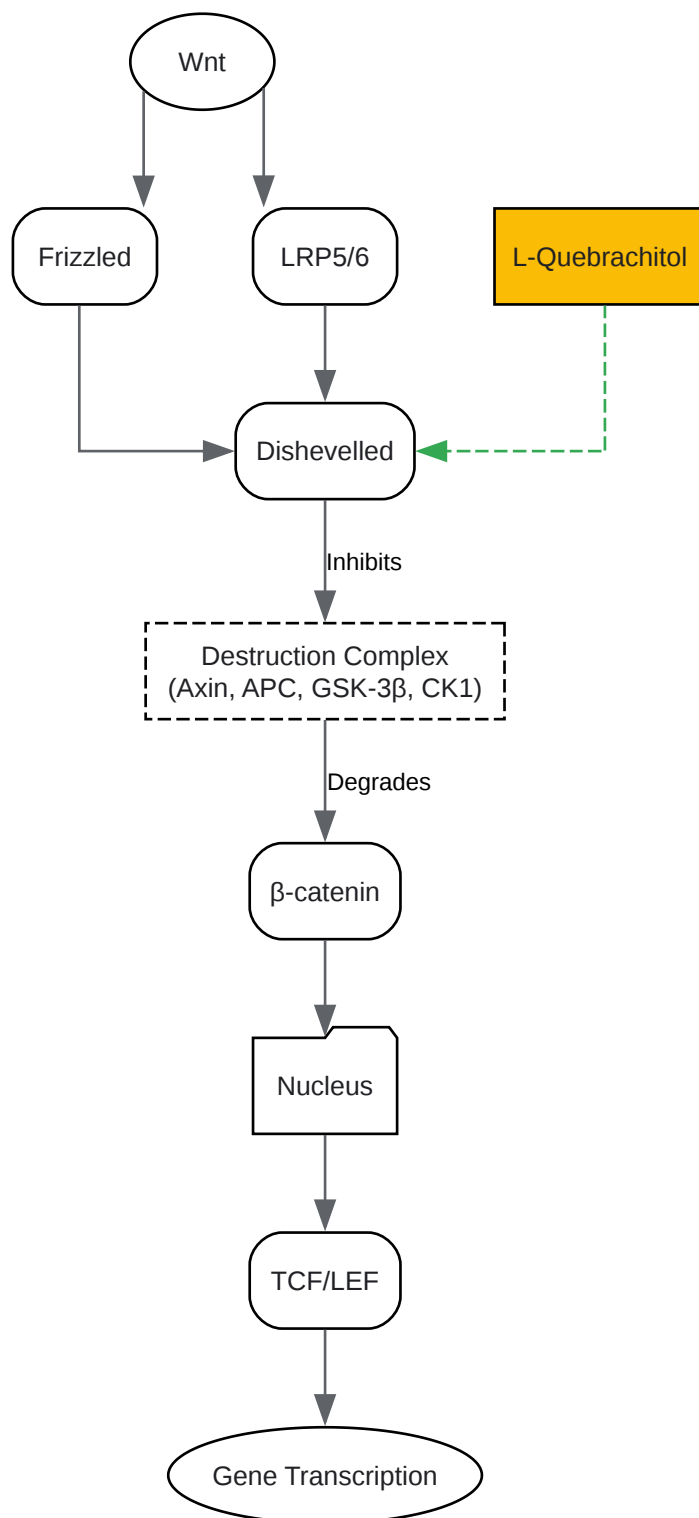 Wnt
Frizzled
LRP5/6
L-Quebrachitol
Dishevelled
Inhibits
Destruction Complex
(Axin, APC, GSK-3β, CK1)
Degrades
β-catenin
Nucleus
TCF/LEF
Gene Transcription